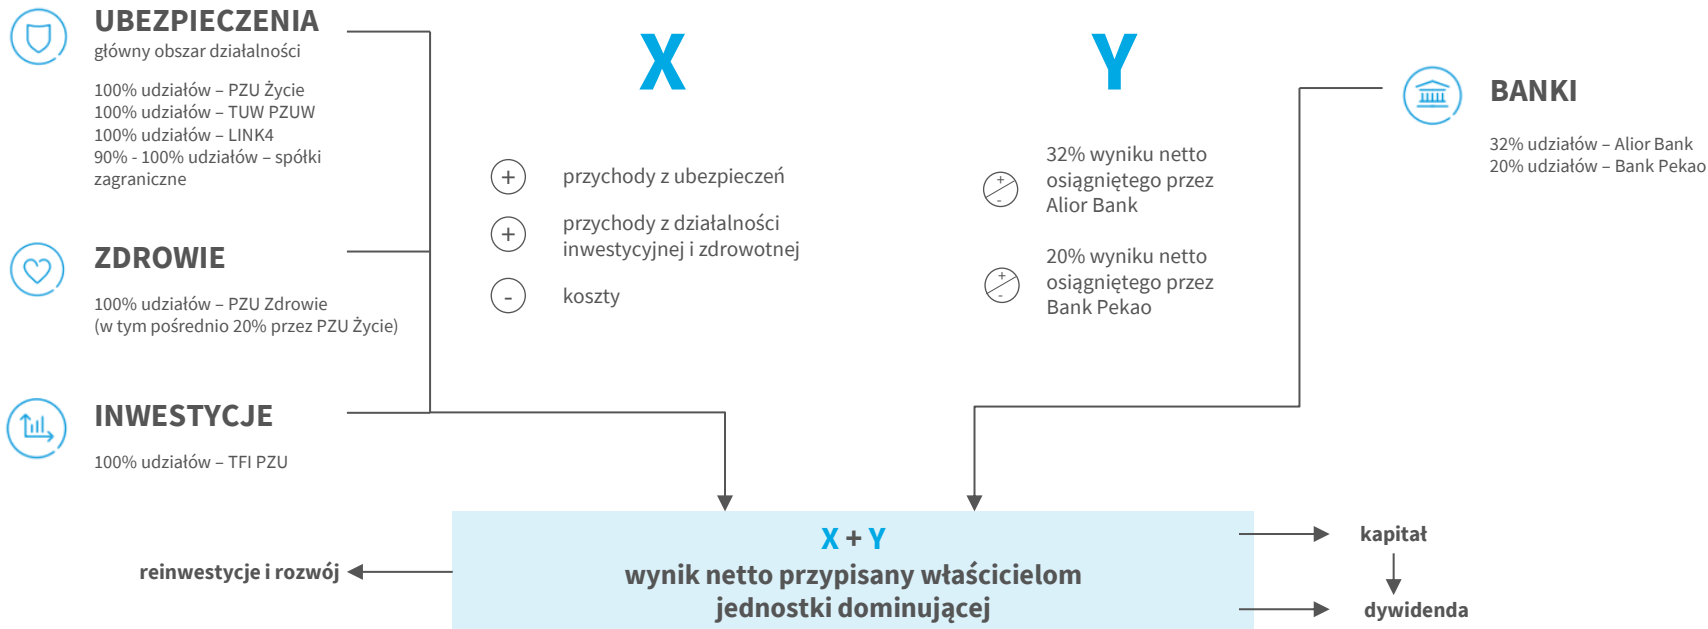 UBEZPIECZENIA
główny obszar działalności
100% udziałów – PZU Życie
100% udziałów – TUW PZUW
100% udziałów – LINK4
90% - 100% udziałów – spółki
zagraniczne
ZDROWIE
100% udziałów – PZU Zdrowie
(w tym pośrednio 20% przez PZU Życie)
INWESTYCJE
100% udziałów – TFI PZU
X
+ przychody z ubezpieczeń
+ przychody z działalności
inwestycyjnej i zdrowotnej
- koszty
Y
+
-
32% wyniku netto
osiągniętego przez
Alior Bank
+
-
20% wyniku netto
osiągniętego przez
Bank Pekao
BANKI
32% udziałów – Alior Bank
20% udziałów – Bank Pekao
X + Y
wynik netto przypisany właścicielom
jednostki dominującej
reinwestycje i rozwój
kapitał
dywidenda